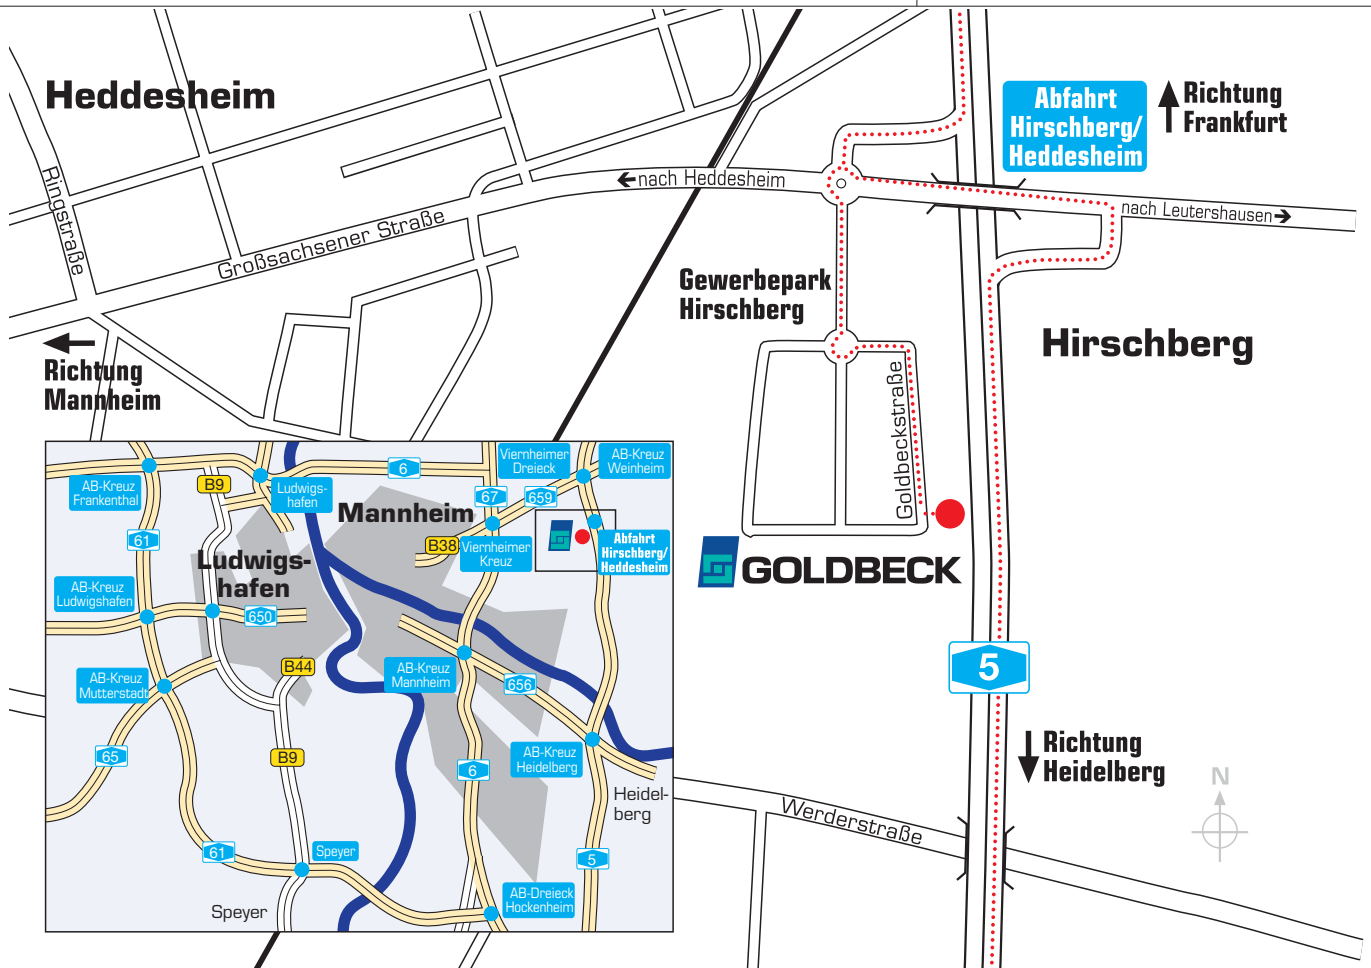 Heddesheim
Abfahrt
Hirschberg/
Heddesheim
Richtung
Frankfurt
Ringstraße
nach Heddesheim
nach Leutershausen
Großsachsener Straße
Gewerbepark
Hirschberg
Hirschberg
Richtung
Mannheim
Goldbeckstraße
GOLDBECK
5
Richtung
Heidelberg
N
Werderstraße
AB-Kreuz
Frankenthal
B9
Ludwigs-
hafen
6
Viernheimer
Dreieck
AB-Kreuz
Weinheim
67
659
Mannheim
61
B38
Viernheimer
Kreuz
Abfahrt
Hirschberg/
Heddesheim
Ludwigs-
hafen
AB-Kreuz
Ludwigshafen
650
B44
AB-Kreuz
Mutterstadt
AB-Kreuz
Mannheim
656
65
B9
6
AB-Kreuz
Heidelberg
Heidel-
berg
61
Speyer
5
Speyer
AB-Dreieck
Hockenheim